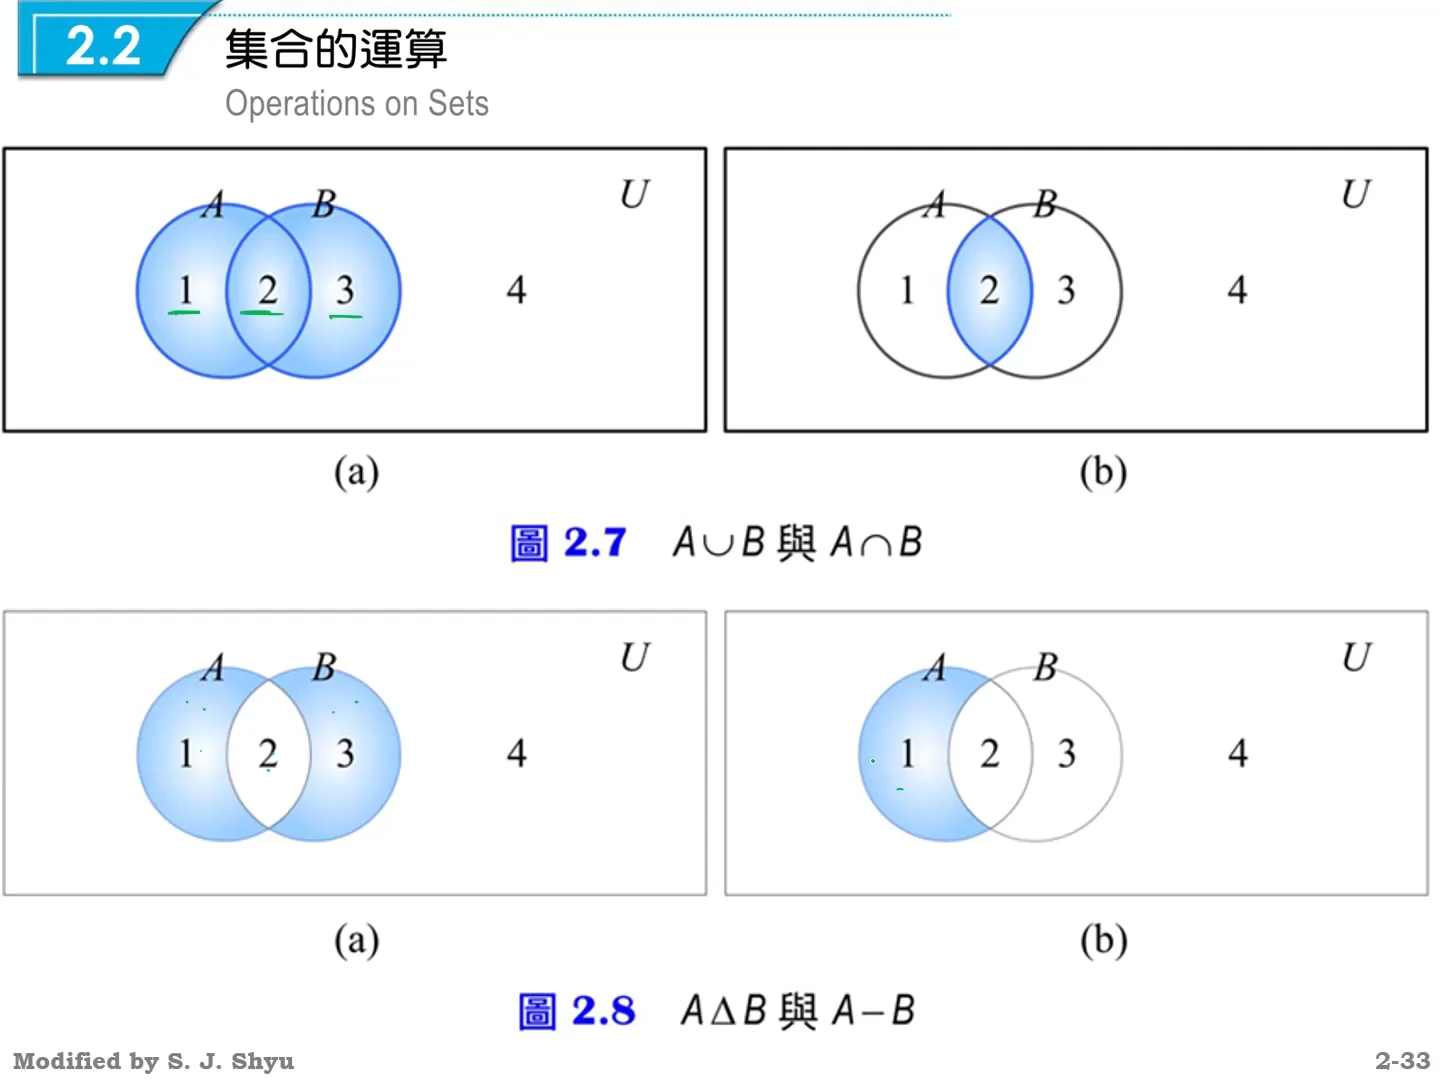 2.2 集合的運算
Operations on Sets
A B U
1 2 3 4
A B U
1 2 3 4
(a) (b)
圖 2.7 A∪B 與 A∩B
A B U
1 2 3 4
A B U
1 2 3 4
(a) (b)
圖 2.8 AΔB 與 A−B
Modified by S. J. Shyu 2-33